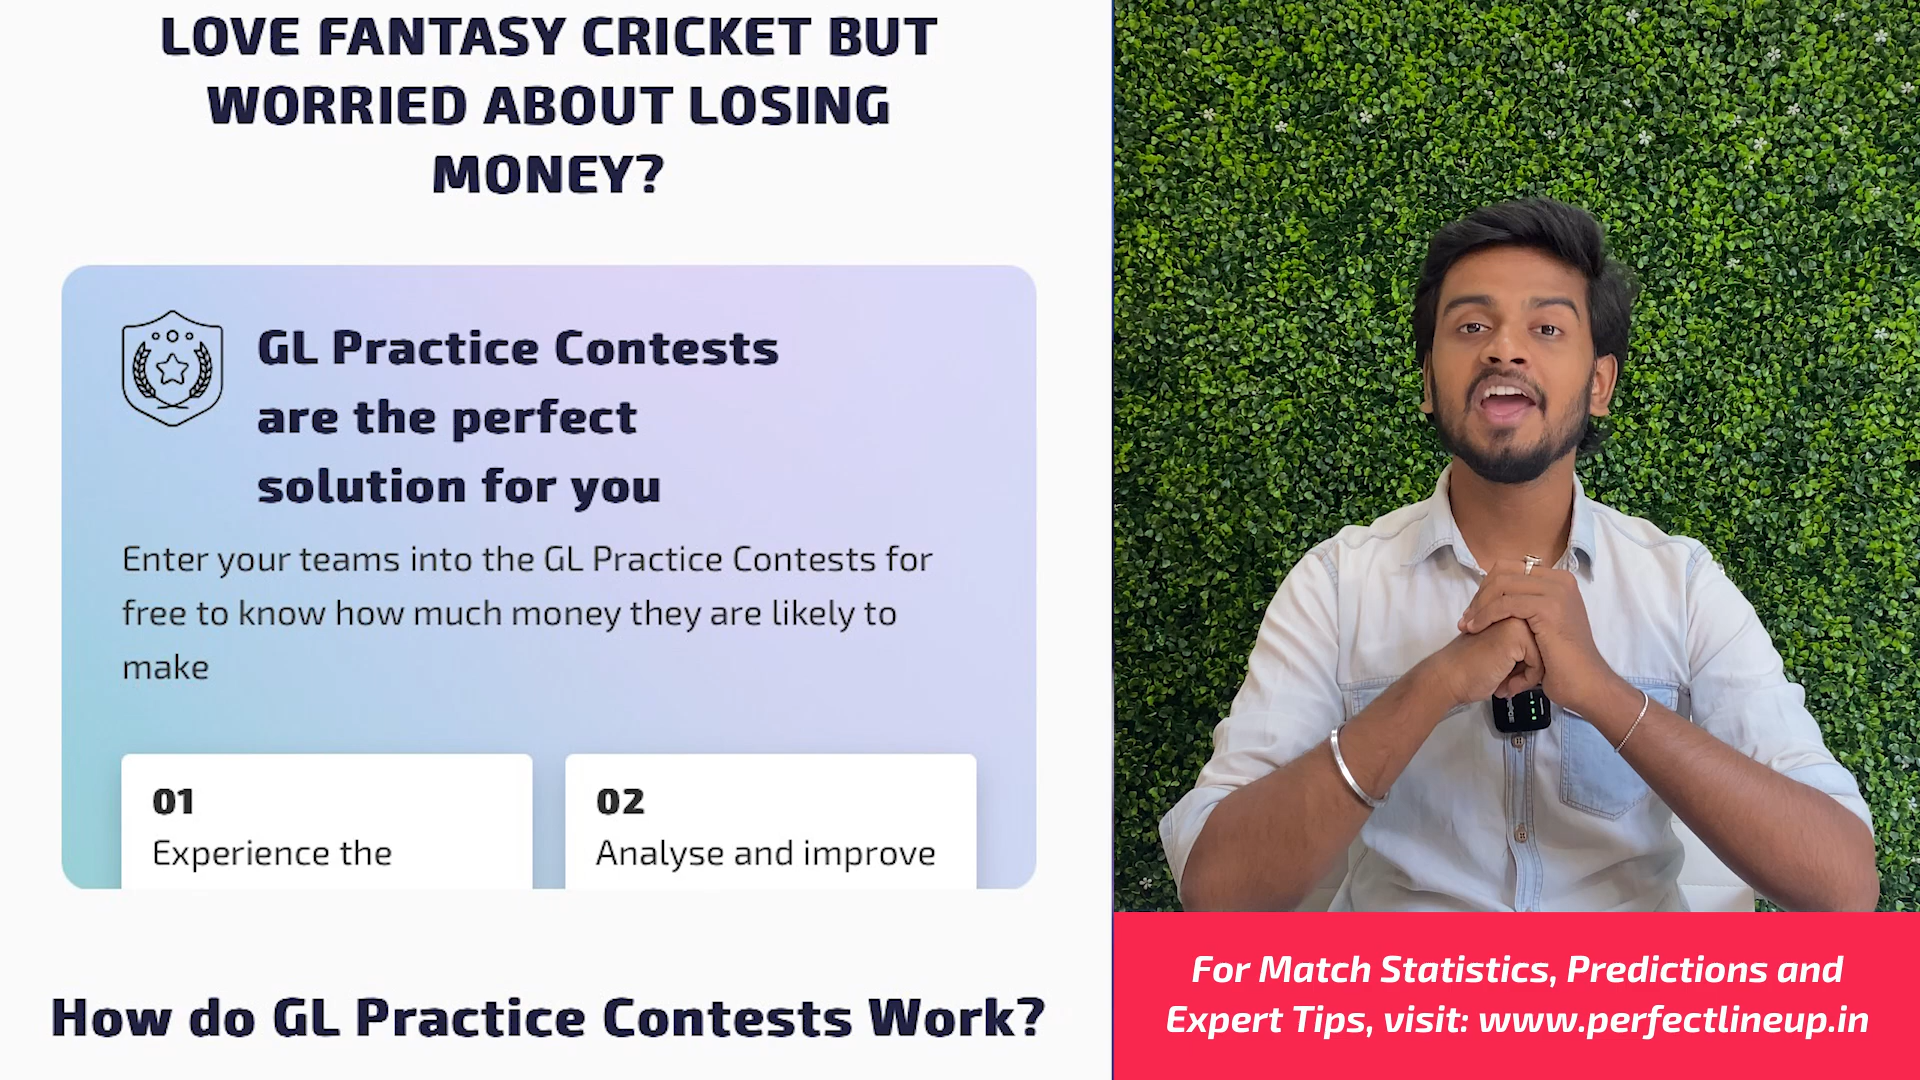 LOVE FANTASY CRICKET BUT
WORRIED ABOUT LOSING
MONEY?
GL Practice Contests
are the perfect
solution for you
Enter your teams into the GL Practice Contests for
free to know how much money they are likely to
make
01
Experience the
02
Analyse and improve
How do GL Practice Contests Work?
For Match Statistics, Predictions and
Expert Tips, visit: www.perfectlineup.in